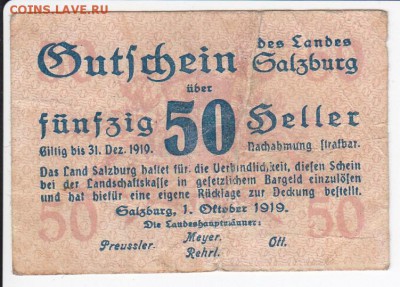 COINS.LAVE.RU
Gutschein des Landes Salzburg
über
fünfzig 50 Heller
Giltig bis 31. Dez. 1919. Nachahmung strafbar.
Das Land Salzburg haftet für die Verbindlichkeit, diesen Schein
bei der Landschaftskasse in gesetzlichem Bargeld einzulösen
und hat hiefür eine eigene Rücklage zur Deckung bestellt.
50 50
Salzburg, 1. Oktober 1919.
Die Landeshauptmänner:
Preussler. Meyer. Ott.
Rehrl.